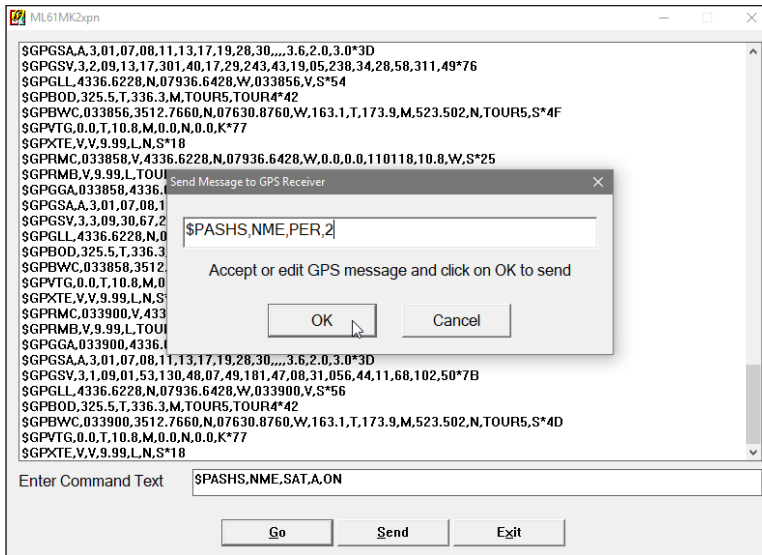 ML61MK2xpn
$GPGSA,A,3,01,07,08,11,13,17,19,28,30,,,,3.6,2.0,3.0*3D
$GPGSV,3,2,09,13,17,301,40,17,29,243,43,19,05,238,34,28,58,311,49*76
$GPGLL,4336.6228,N,07936.6428,W,033856,V,S*54
$GPBOD,325.5,T,336.3,M,TOUR5,TOUR4*42
$GPBWC,033856,3512.7660,N,07630.8760,W,163.1,T,173.9,M,523.502,N,TOUR5,S*4F
$GPVTG,0.0,T,10.8,M,0.0,N,0.0,K*77
$GPXTE,V,V,9.99,L,N,S*18
$GPRMC,033858,V,4336.6228,N,07936.6428,W,0.0,0.0,110118,10.8,W,S*25
$GPRMB,V,9.99,L,TOU
$GPGGA,033858,4336.
$GPGSA,A,3,01,07,08,1
$GPGSV,3,3,09,30,67,2
$GPGLL,4336.6228,N,0
$GPBOD,325.5,T,336.3
$GPBWC,033858,3512.
$GPVTG,0.0,T,10.8,M,0
$GPXTE,V,V,9.99,L,N,S
$GPRMC,033900,V,433
$GPRMB,V,9.99,L,TOU
$GPGGA,033900,4336.
Send Message to GPS Receiver
$PASHS,NME,PER,2
Accept or edit GPS message and click on OK to send
OK Cancel
$GPGSA,A,3,01,07,08,11,13,17,19,28,30,,,,3.6,2.0,3.0*3D
$GPGSV,3,1,09,01,53,130,48,07,49,181,47,08,31,056,44,11,68,102,50*7B
$GPGLL,4336.6228,N,07936.6428,W,033900,V,S*56
$GPBOD,325.5,T,336.3,M,TOUR5,TOUR4*42
$GPBWC,033900,3512.7660,N,07630.8760,W,163.1,T,173.9,M,523.502,N,TOUR5,S*4D
$GPVTG,0.0,T,10.8,M,0.0,N,0.0,K*77
$GPXTE,V,V,9.99,L,N,S*18
Enter Command Text $PASHS,NME,SAT,A,ON
Go Send Exit